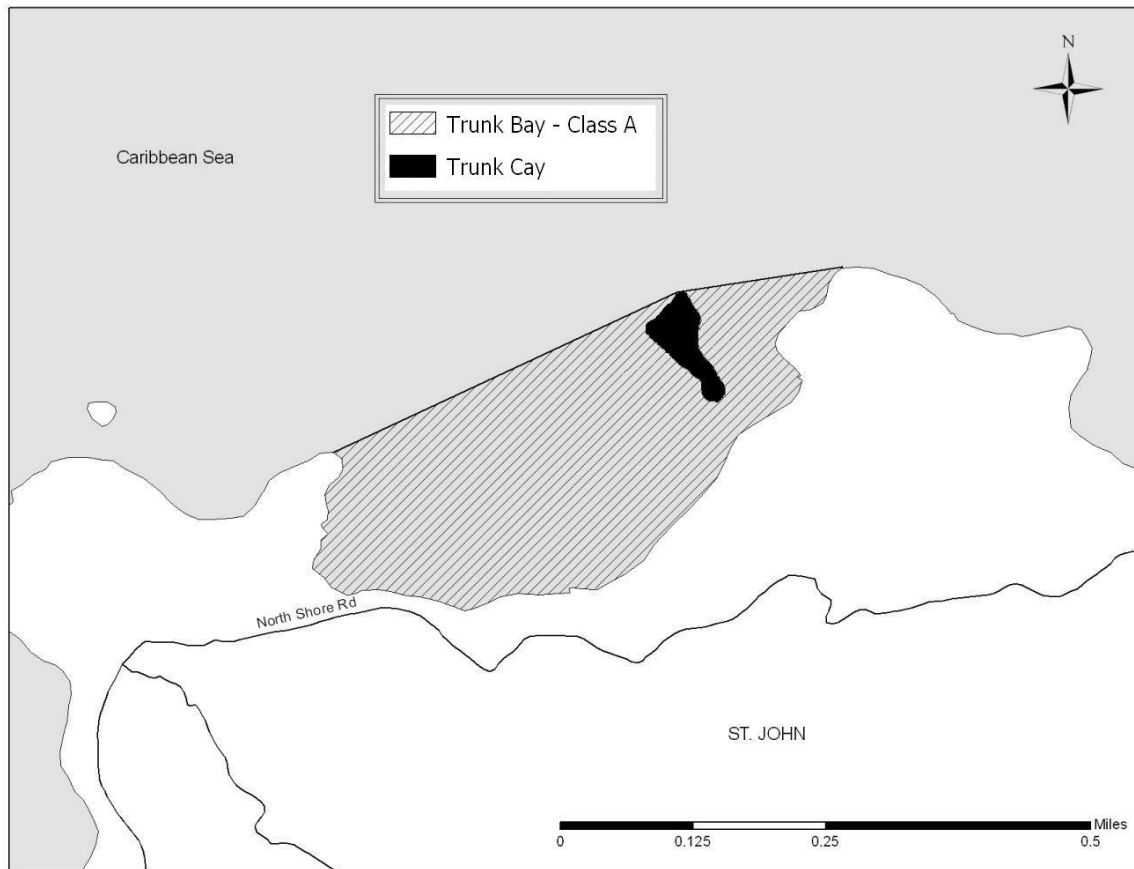 N
Trunk Bay - Class A
Caribbean Sea
Trunk Cay
North Shore Rd
ST. JOHN
Miles
0
0.125
0.25
0.5